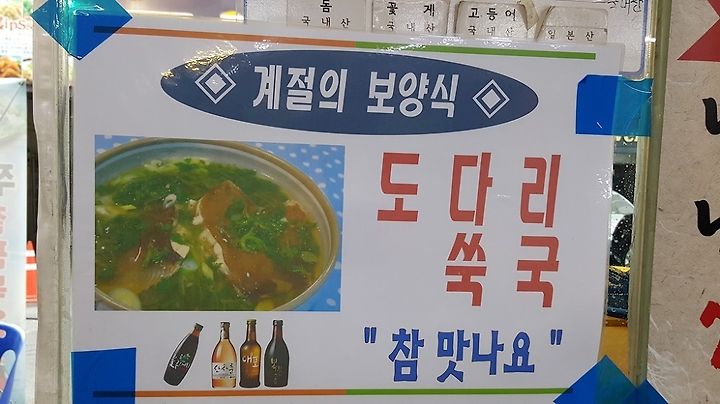 돔 꽃게 고등어
국내산 국내산 국내산 일본산
◈ 계절의 보양식 ◈
도다리
쑥국
"참 맛나요"